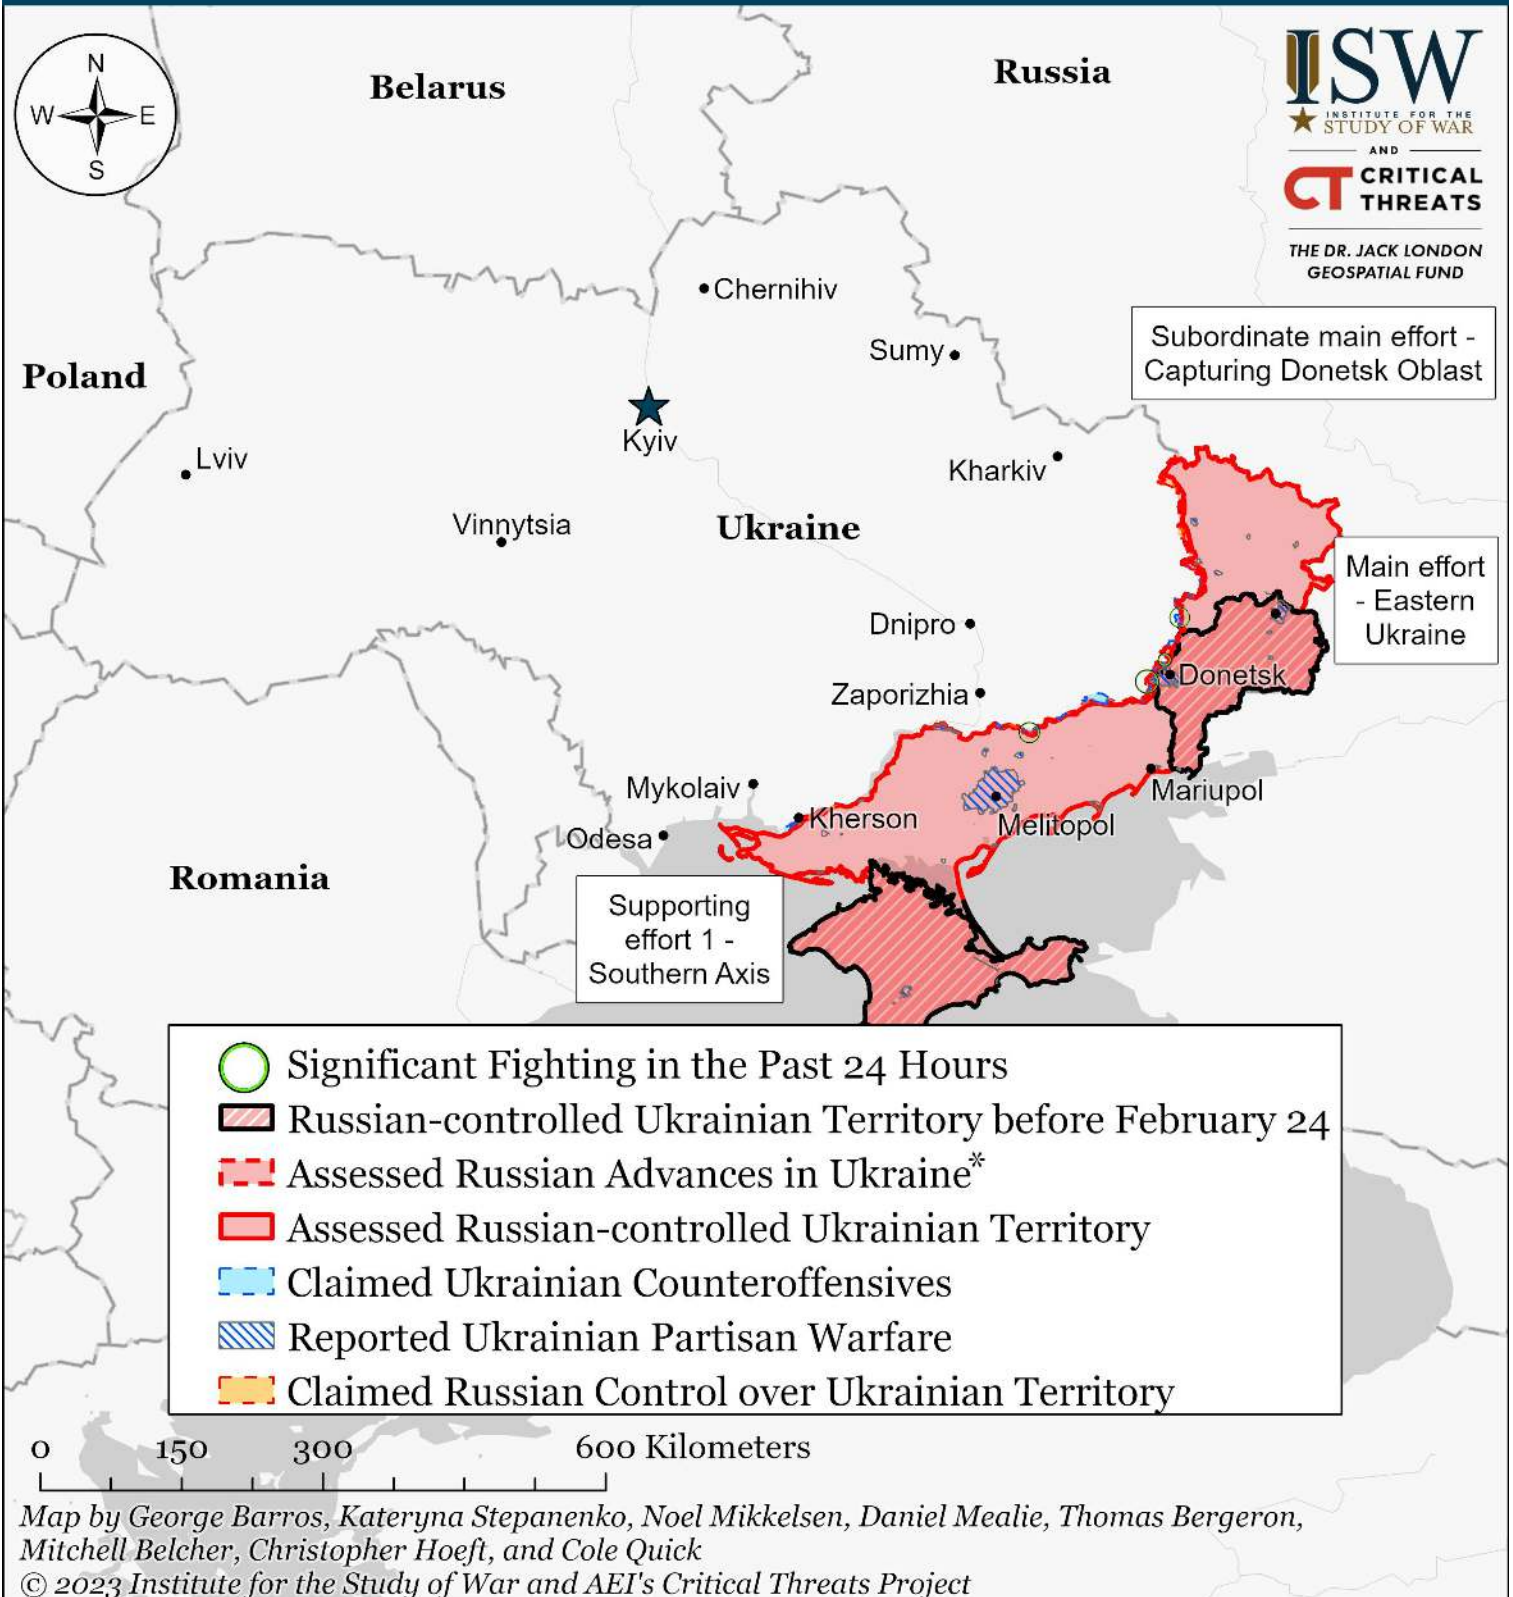 N
W
E
S
Belarus
Russia
ISW
INSTITUTE FOR THE
STUDY OF WAR
AND
CT CRITICAL
THREATS
THE DR. JACK LONDON
GEOSPATIAL FUND
Chernihiv
Subordinate main effort -
Capturing Donetsk Oblast
Sumy
Poland
Kyiv
Lviv
Kharkiv
Vinnytsia
Ukraine
Main effort
- Eastern
Ukraine
Dnipro
Donetsk
Zaporizhia
Mykolaiv
Mariupol
Kherson
Melitopol
Odesa
Romania
Supporting
effort 1 -
Southern Axis
Significant Fighting in the Past 24 Hours
Russian-controlled Ukrainian Territory before February 24
Assessed Russian Advances in Ukraine*
Assessed Russian-controlled Ukrainian Territory
Claimed Ukrainian Counteroffensives
Reported Ukrainian Partisan Warfare
Claimed Russian Control over Ukrainian Territory
0 150 300 600 Kilometers
Map by George Barros, Kateryna Stepanenko, Noel Mikkelsen, Daniel Mealie, Thomas Bergeron,
Mitchell Belcher, Christopher Hoeft, and Cole Quick
© 2023 Institute for the Study of War and AEI's Critical Threats Project